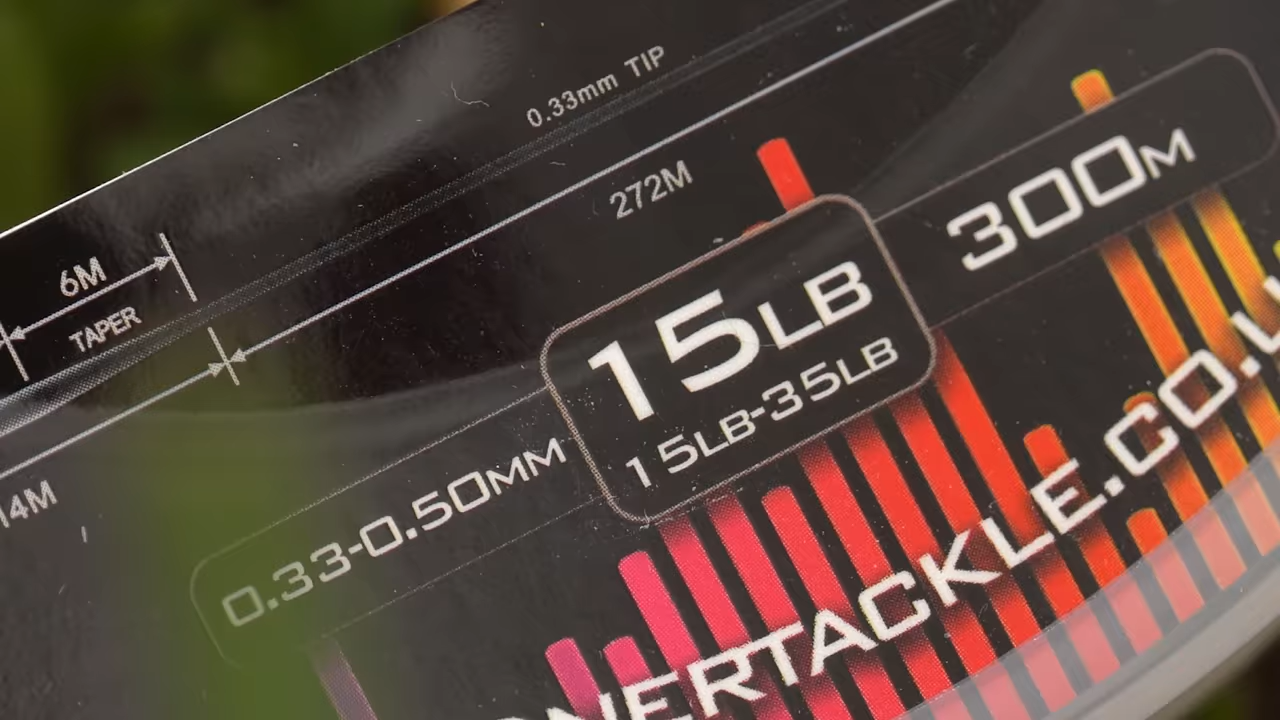 0.33mm TIP
272M
6M
TAPER
14M
300M
15LB
15LB-35LB
0.33-0.50MM
NERTACKLE.CO.U